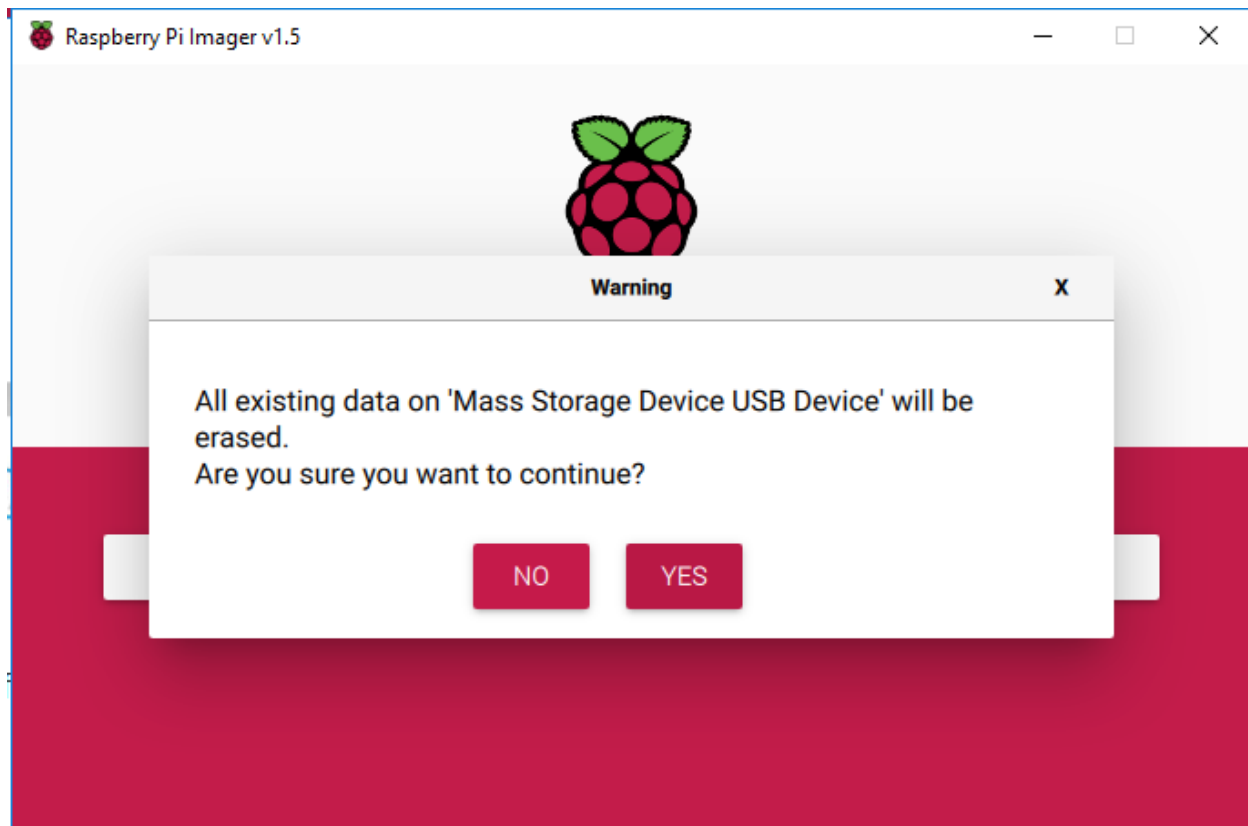 Raspberry Pi Imager v1.5
Warning
X
All existing data on 'Mass Storage Device USB Device' will be
erased.
Are you sure you want to continue?
NO YES